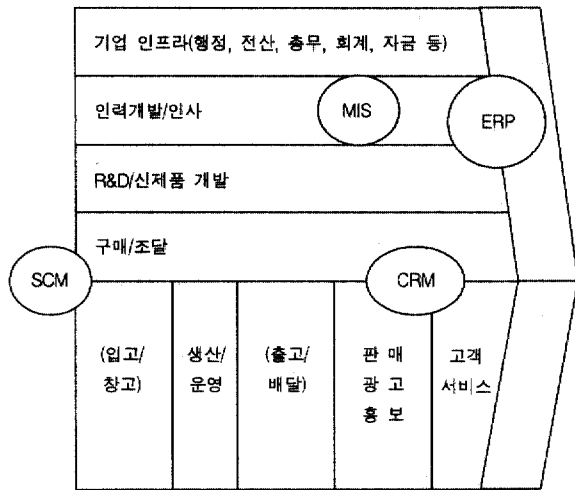 기업 인프라(행정, 전산, 총무, 회계, 자금 등)
인력개발/인사
MIS
ERP
R&D/신제품 개발
구매/조달
SCM
CRM
(입고/
창고)
생산/
운영
(출고/
배달)
판 매
광 고
홍 보
고객
서비스